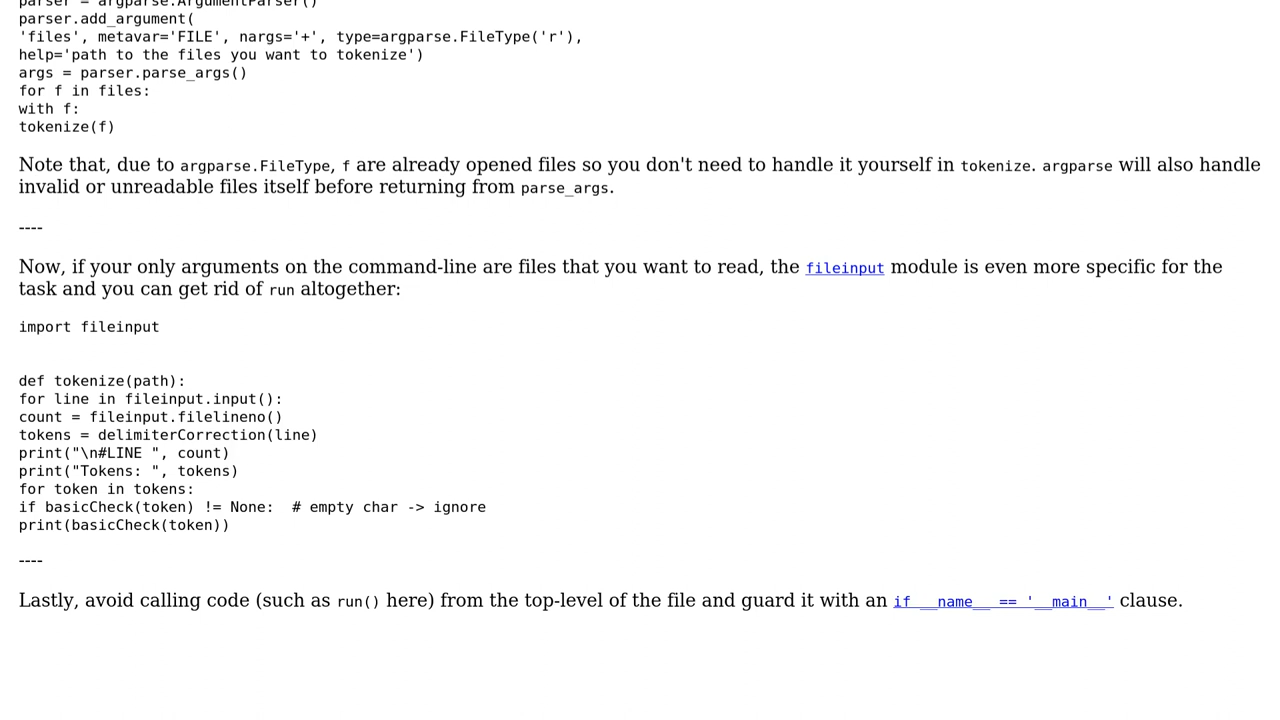 parser = argparse.ArgumentParser()
parser.add_argument(
'files', metavar='FILE', nargs='+', type=argparse.FileType('r'),
help='path to the files you want to tokenize')
args = parser.parse_args()
for f in files:
with f:
tokenize(f)
Note that, due to argparse.FileType, f are already opened files so you don't need to handle it yourself in tokenize. argparse will also handle
invalid or unreadable files itself before returning from parse_args.
----
Now, if your only arguments on the command-line are files that you want to read, the fileinput module is even more specific for the
task and you can get rid of run altogether:
import fileinput
def tokenize(path):
for line in fileinput.input():
count = fileinput.filelineno()
tokens = delimiterCorrection(line)
print("\n#LINE ", count)
print("Tokens: ", tokens)
for token in tokens:
if basicCheck(token) != None:  # empty char -> ignore
print(basicCheck(token))
----
Lastly, avoid calling code (such as run() here) from the top-level of the file and guard it with an if __name__ == '__main__' clause.